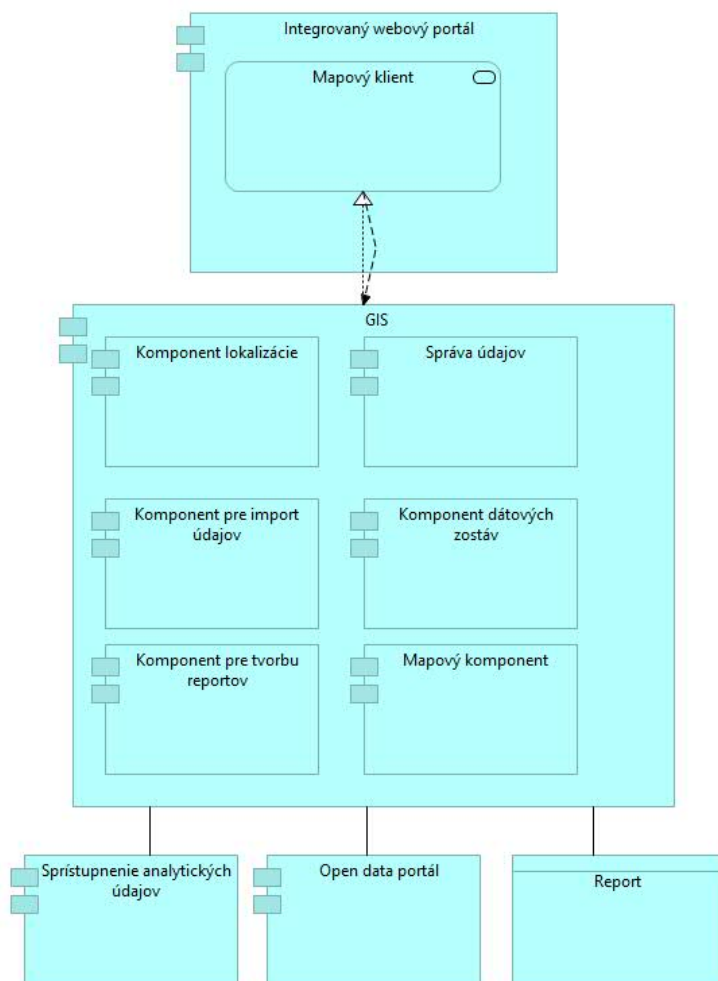 Integrovaný webový portál
Mapový klient
GIS
Komponent lokalizácie
Správa údajov
Komponent pre import
údajov
Komponent dátových
zostáv
Komponent pre tvorbu
reportov
Mapový komponent
Sprístupnenie analytických
údajov
Open data portál
Report